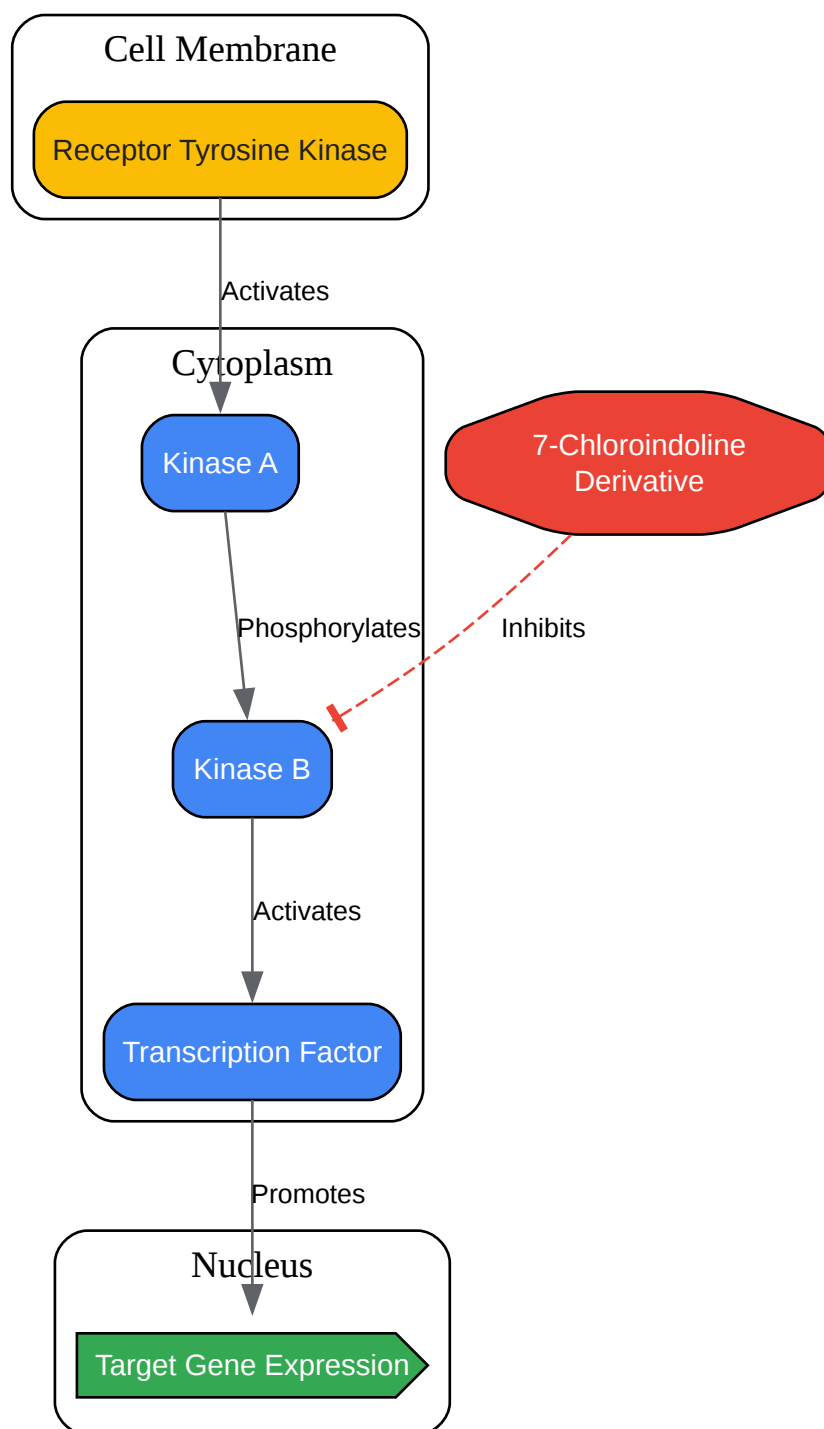 Cell Membrane
Receptor Tyrosine Kinase
Activates
Cytoplasm
Kinase A
7-Chloroindoline
Derivative
Phosphorylates
Inhibits
Kinase B
Activates
Transcription Factor
Promotes
Nucleus
Target Gene Expression